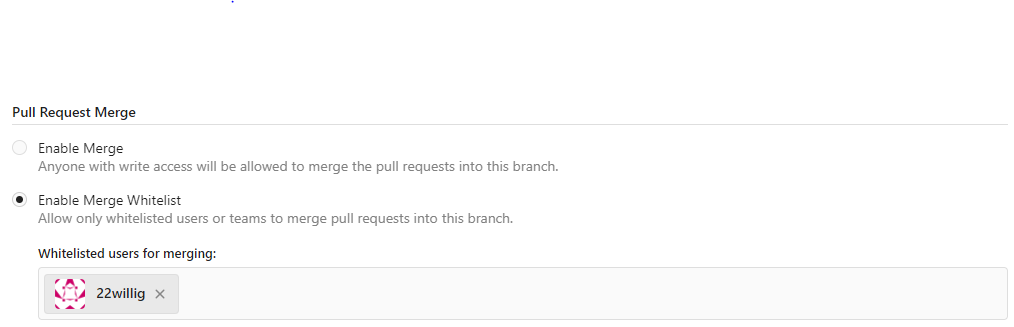 Pull Request Merge
Enable Merge
Anyone with write access will be allowed to merge the pull requests into this branch.
Enable Merge Whitelist
Allow only whitelisted users or teams to merge pull requests into this branch.
Whitelisted users for merging:
22willig ×